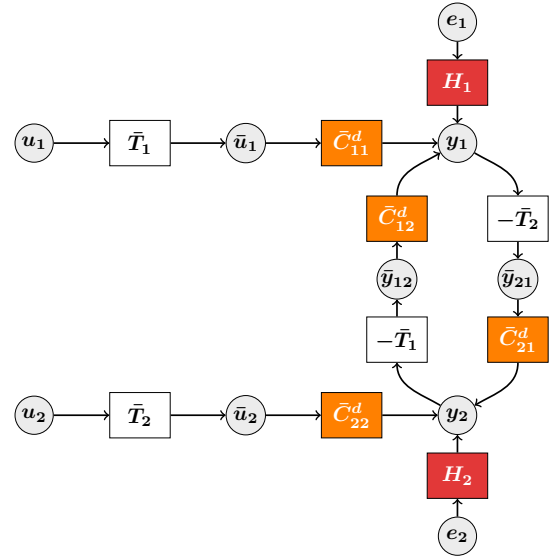 e₁
H₁
u₁ T̄₁ ū₁ C̄ᵈ₁₁ y₁
C̄ᵈ₁₂ −T̄₂
ȳ₁₂ ȳ₂₁
−T̄₁ C̄ᵈ₂₁
u₂ T̄₂ ū₂ C̄ᵈ₂₂ y₂
H₂
e₂